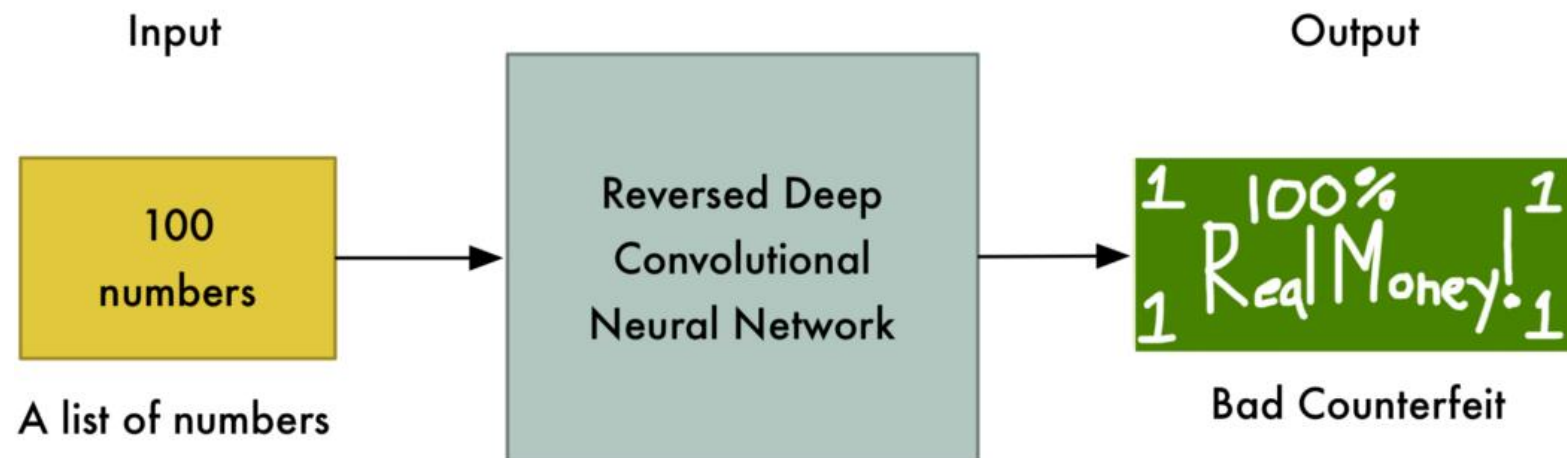 Input
Output
100
numbers
A list of numbers
Reversed Deep
Convolutional
Neural Network
1 100% 1
Real Money!
1 1
Bad Counterfeit